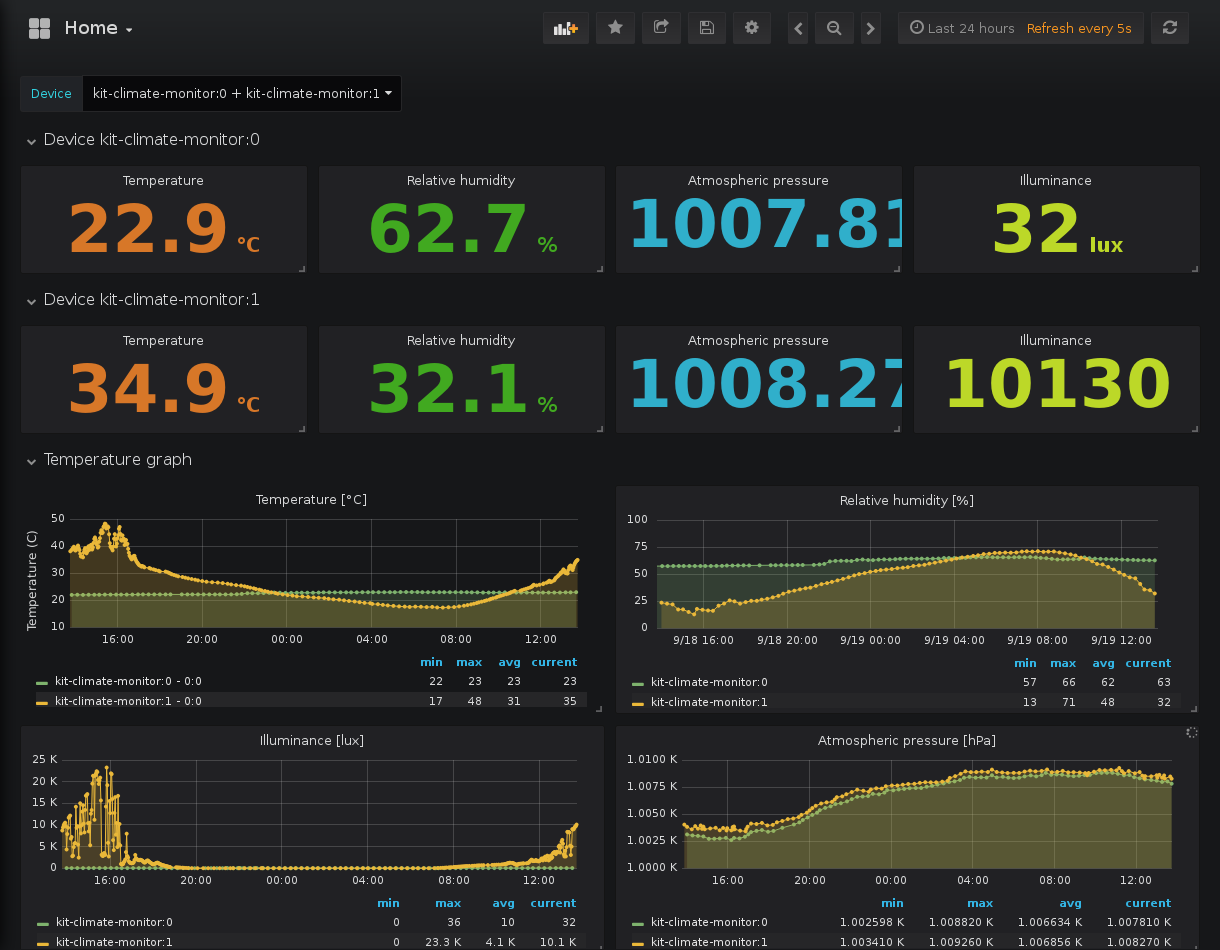 Home
Last 24 hours Refresh every 5s
Device kit-climate-monitor:0 + kit-climate-monitor:1
Device kit-climate-monitor:0
Temperature Relative humidity Atmospheric pressure Illuminance
22.9 °C 62.7 % 1007.81 32 lux
Device kit-climate-monitor:1
Temperature Relative humidity Atmospheric pressure Illuminance
34.9 °C 32.1 % 1008.27 10130
Temperature graph
Temperature [°C]
Temperature (C)
50
40
30
20
10
16:00 20:00 00:00 04:00 08:00 12:00
min max avg current
kit-climate-monitor:0 - 0:0 22 23 23 23
kit-climate-monitor:1 - 0:0 17 48 31 35
Relative humidity [%]
100
75
50
25
0
9/18 16:00 9/18 20:00 9/19 00:00 9/19 04:00 9/19 08:00 9/19 12:00
min max avg current
kit-climate-monitor:0 57 66 62 63
kit-climate-monitor:1 13 71 48 32
Illuminance [lux]
25 K
20 K
15 K
10 K
5 K
0
16:00 20:00 00:00 04:00 08:00 12:00
min max avg current
kit-climate-monitor:0 0 36 10 32
kit-climate-monitor:1 0 23.3 K 4.1 K 10.1 K
Atmospheric pressure [hPa]
1.0100 K
1.0075 K
1.0050 K
1.0025 K
1.0000 K
16:00 20:00 00:00 04:00 08:00 12:00
min max avg current
kit-climate-monitor:0 1.002598 K 1.008820 K 1.006634 K 1.007810 K
kit-climate-monitor:1 1.003410 K 1.009260 K 1.006856 K 1.008270 K